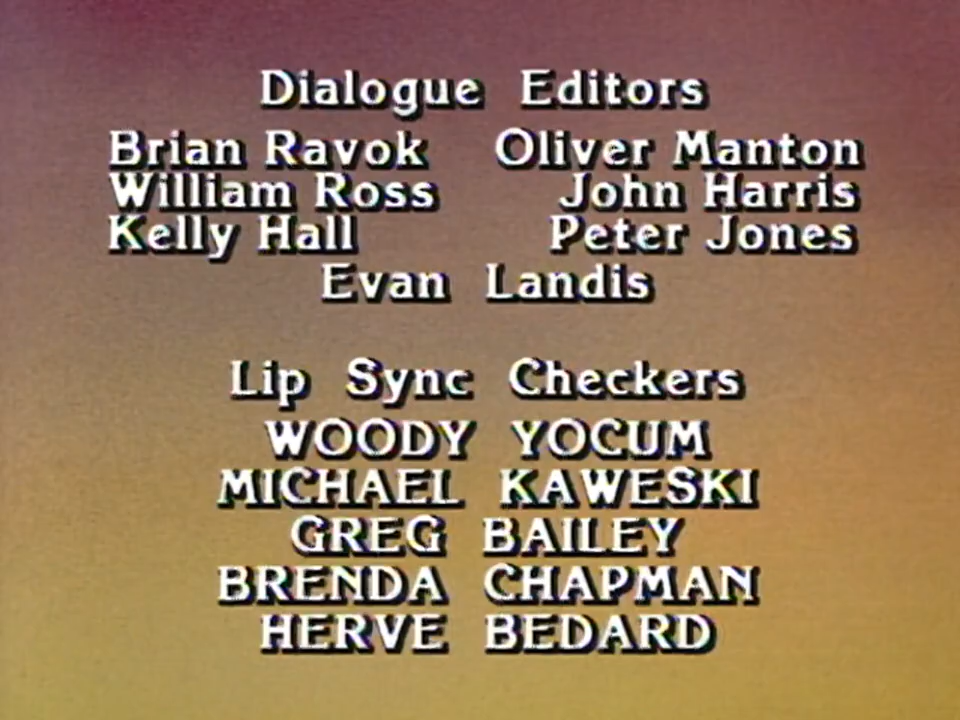 Dialogue Editors
Brian Ravok Oliver Manton
William Ross John Harris
Kelly Hall Peter Jones
Evan Landis
Lip Sync Checkers
WOODY YOCUM
MICHAEL KAWESKI
GREG BAILEY
BRENDA CHAPMAN
HERVE BEDARD